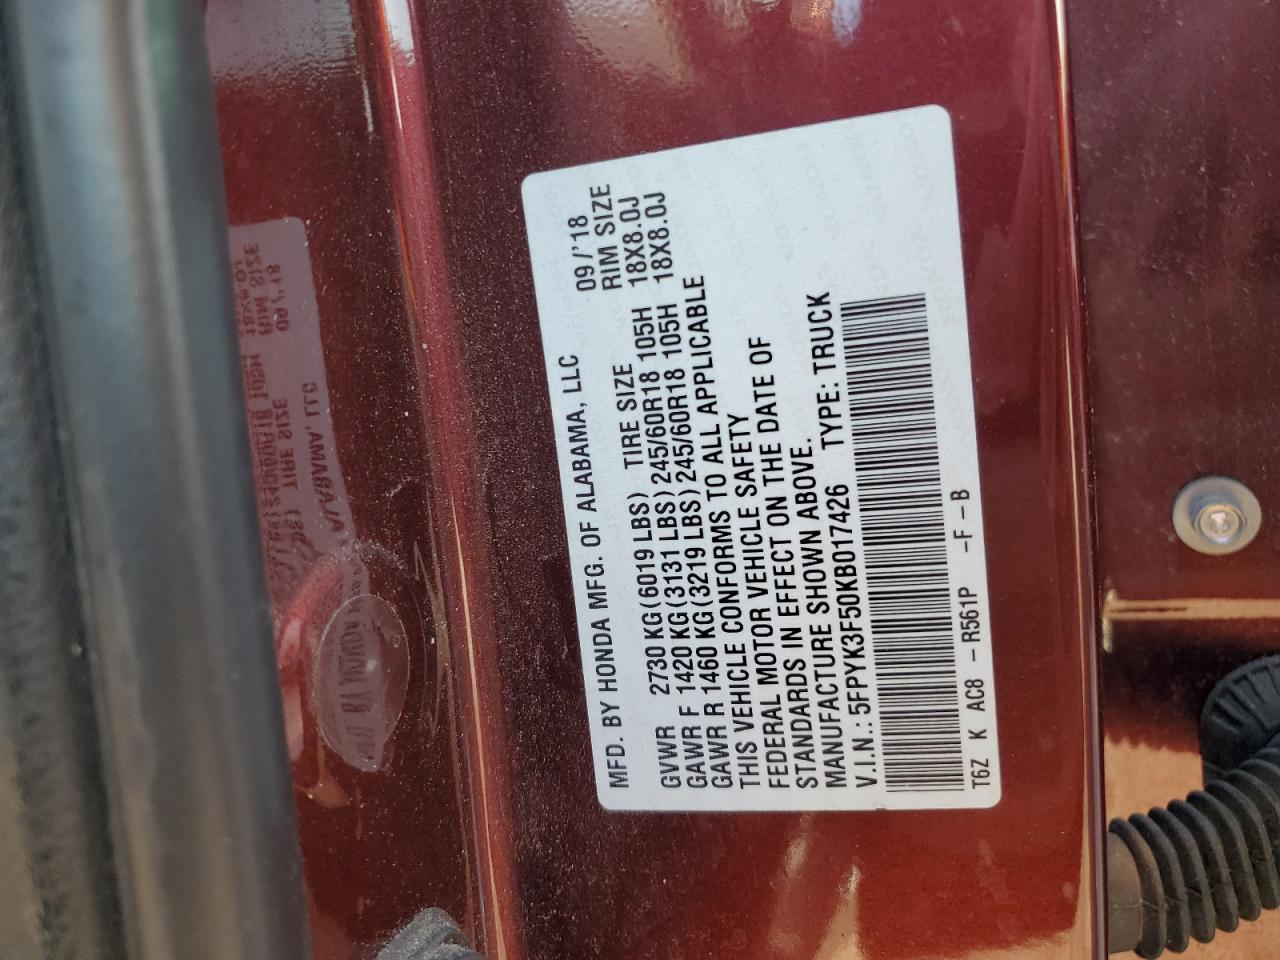 MFD. BY HONDA MFG. OF ALABAMA, LLC 09/'18
GVWR 2730 KG(6019 LBS) TIRE SIZE RIM SIZE
GAWR F 1420 KG(3131 LBS)245/60R18 105H 18X8.0J
GAWR R 1460 KG(3219 LBS)245/60R18 105H 18X8.0J
THIS VEHICLE CONFORMS TO ALL APPLICABLE
FEDERAL MOTOR VEHICLE SAFETY
STANDARDS IN EFFECT ON THE DATE OF
MANUFACTURE SHOWN ABOVE.
V.I.N.: 5FPYK3F50KB017426 TYPE: TRUCK
T6Z K AC8 - R561P -F-B